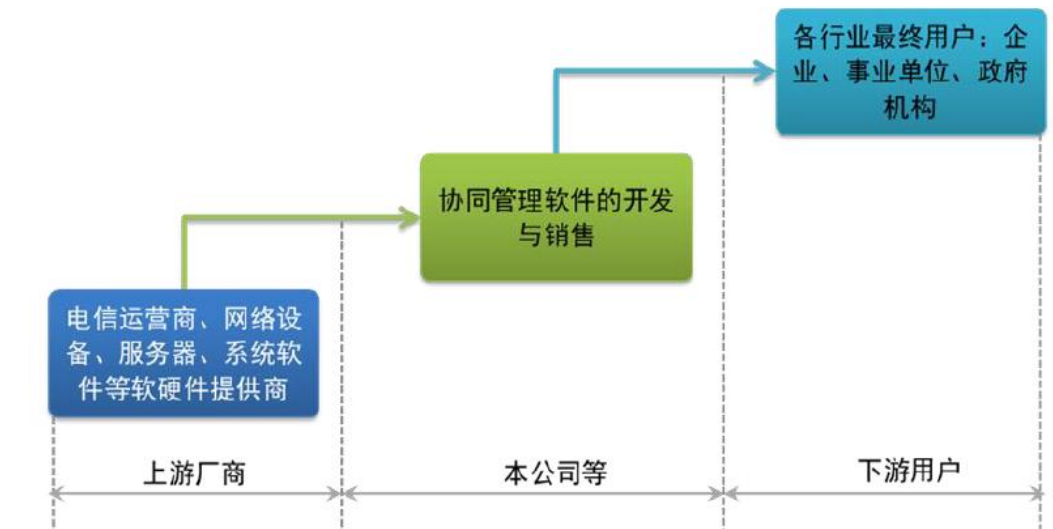 各行业最终用户：企
业、事业单位、政府
机构
协同管理软件的开发
与销售
电信运营商、网络设
备、服务器、系统软
件等软硬件提供商
上游厂商
本公司等
下游用户